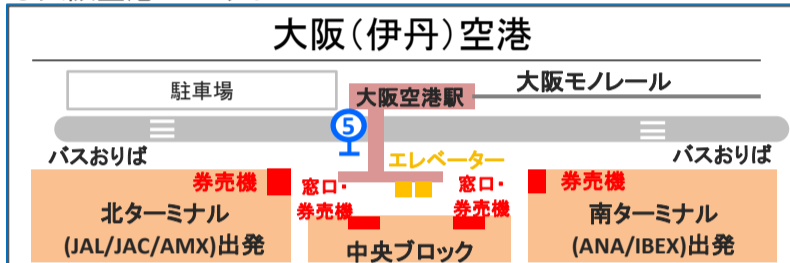 大阪(伊丹)空港
駐車場
大阪空港駅
大阪モノレール
⑤
バスおりば
エレベーター
バスおりば
券売機
窓口・
券売機
窓口・
券売機
券売機
北ターミナル
(JAL/JAC/AMX)出発
中央ブロック
南ターミナル
(ANA/IBEX)出発